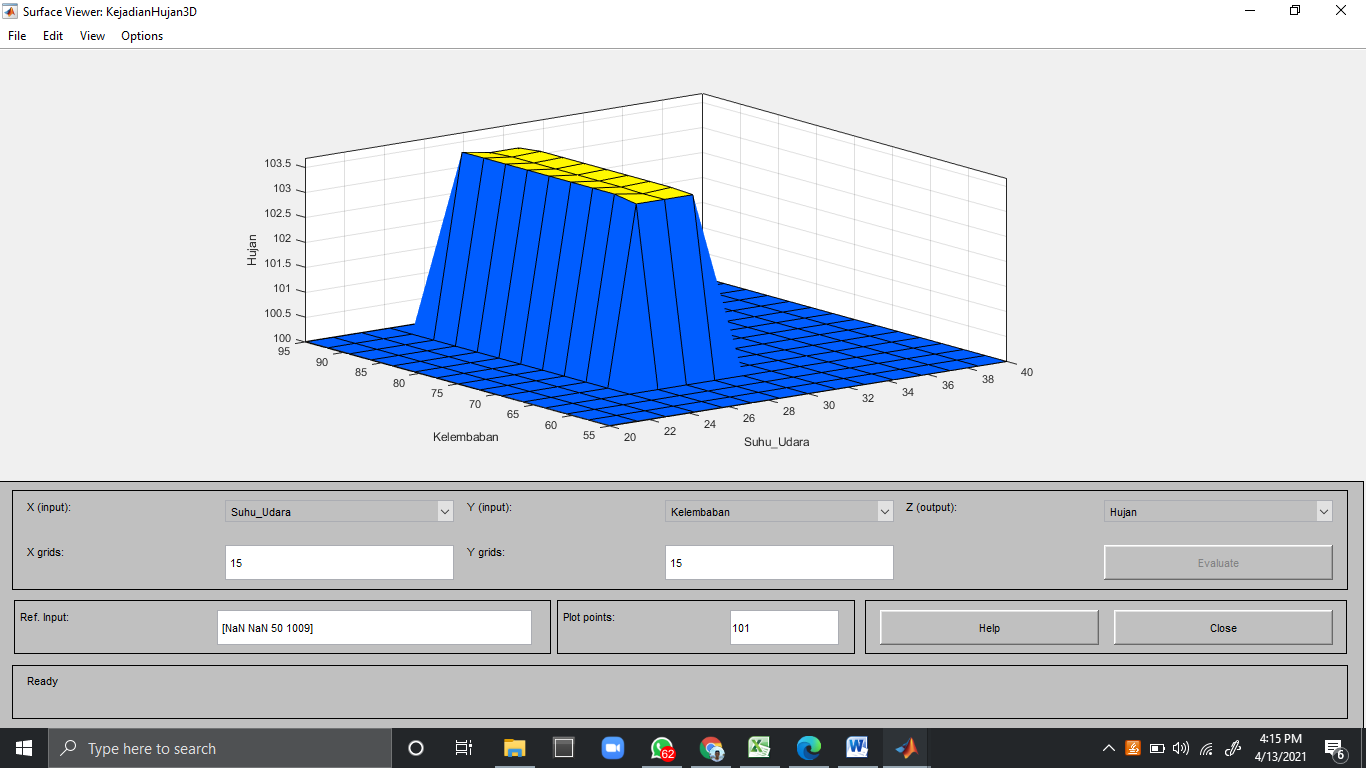 Surface Viewer: KejadianHujan3D
File Edit View Options
103.5
103
102.5
102
101.5
101
100.5
100
Hujan
95
90
85
80
75
70
65
60
55
Kelembaban
20
22
24
26
28
30
32
34
36
38
40
Suhu_Udara
X (input): Suhu_Udara Y (input): Kelembaban Z (output): Hujan
X grids: 15 Y grids: 15 Evaluate
Ref. Input: [NaN NaN 50 1009] Plot points: 101 Help Close
Ready
Type here to search
62
4:15 PM
4/13/2021
6